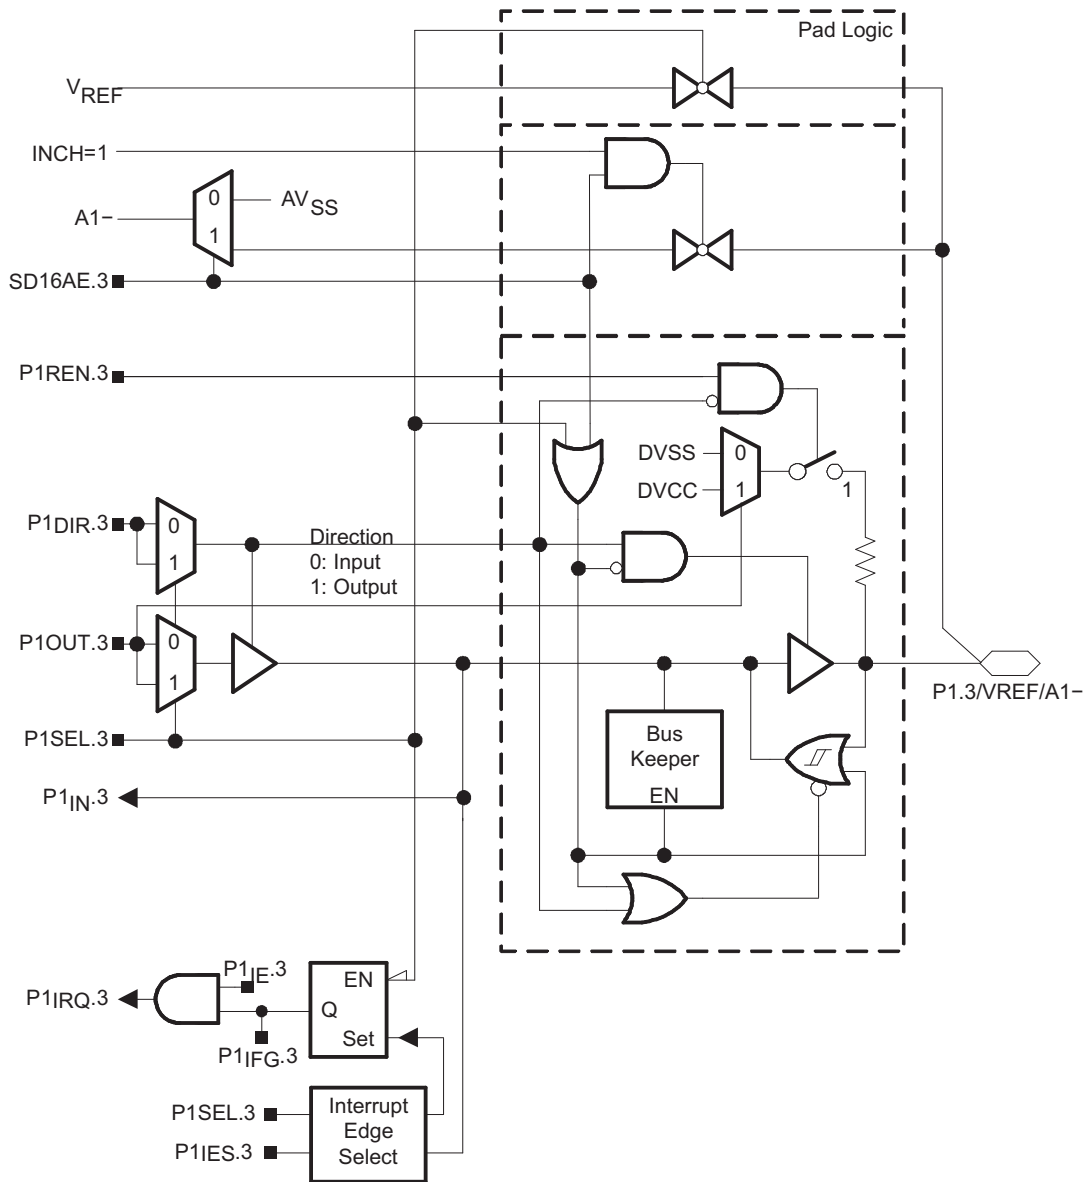 Pad Logic
VREF
INCH=1
0
AVSS
A1−
1
SD16AE.3
P1REN.3
DVSS
0
DVCC
1
1
P1DIR.3
0
1
Direction
0: Input
1: Output
P1OUT.3
0
1
P1.3/VREF/A1−
P1SEL.3
Bus
Keeper
EN
P1IN.3
P1IE.3
EN
P1IRQ.3
Q
Set
P1IFG.3
P1SEL.3
P1IES.3
Interrupt
Edge
Select